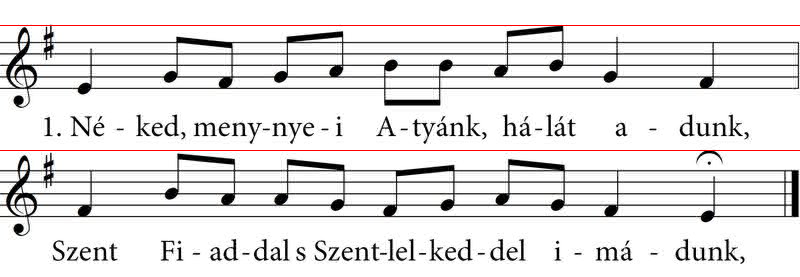 1. Né - ked, meny-nye - i A-tyánk, há-lát a - dunk,
Szent Fi - ad-dal s Szent-lel-ked-del i - má - dunk,